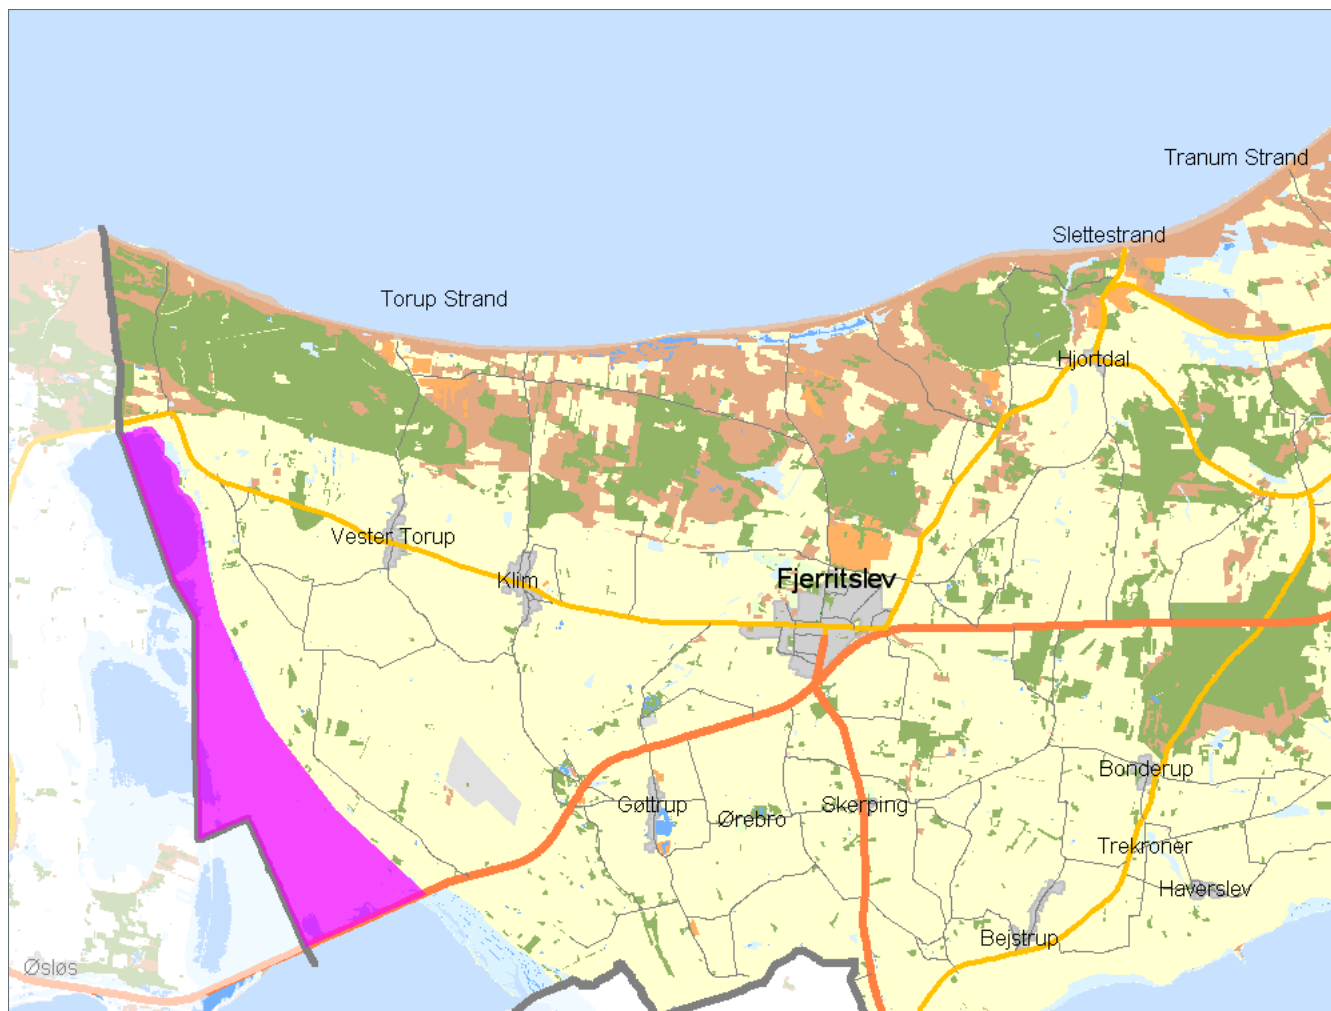 Tranum Strand
Slettestrand
Torup Strand
Hjortdal
Vester Torup
Klim
Fjerritslev
Bonderup
Gøttrup
Ørebro
Skerping
Trekroner
Haverslev
Bejstrup
Øsløs